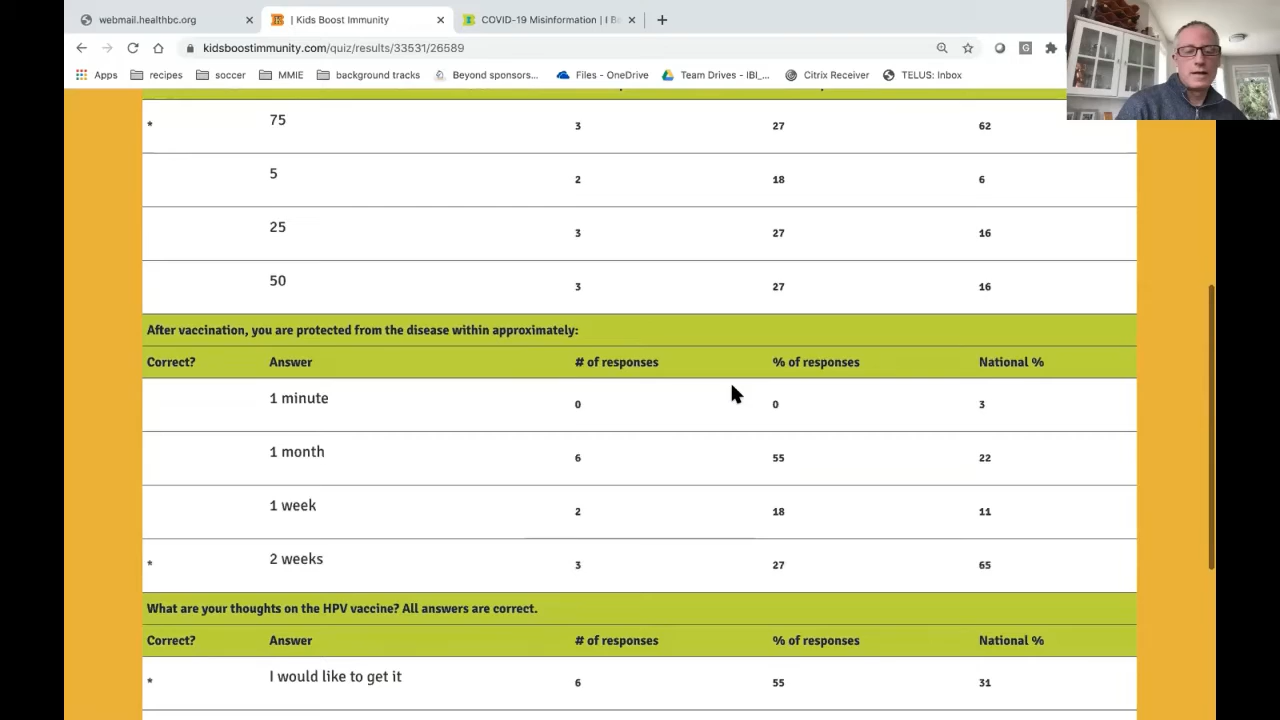 webmail.healthbc.org
| Kids Boost Immunity
COVID-19 Misinformation | I B
kidsboostimmunity.com/quiz/results/33531/26589
Apps recipes soccer MMIE background tracks Beyond sponsors... Files - OneDrive Team Drives - IBI_... Citrix Receiver TELUS: Inbox
* 75 3 27 62
5 2 18 6
25 3 27 16
50 3 27 16
After vaccination, you are protected from the disease within approximately:
Correct? Answer # of responses % of responses National %
1 minute 0 0 3
1 month 6 55 22
1 week 2 18 11
* 2 weeks 3 27 65
What are your thoughts on the HPV vaccine? All answers are correct.
Correct? Answer # of responses % of responses National %
* I would like to get it 6 55 31